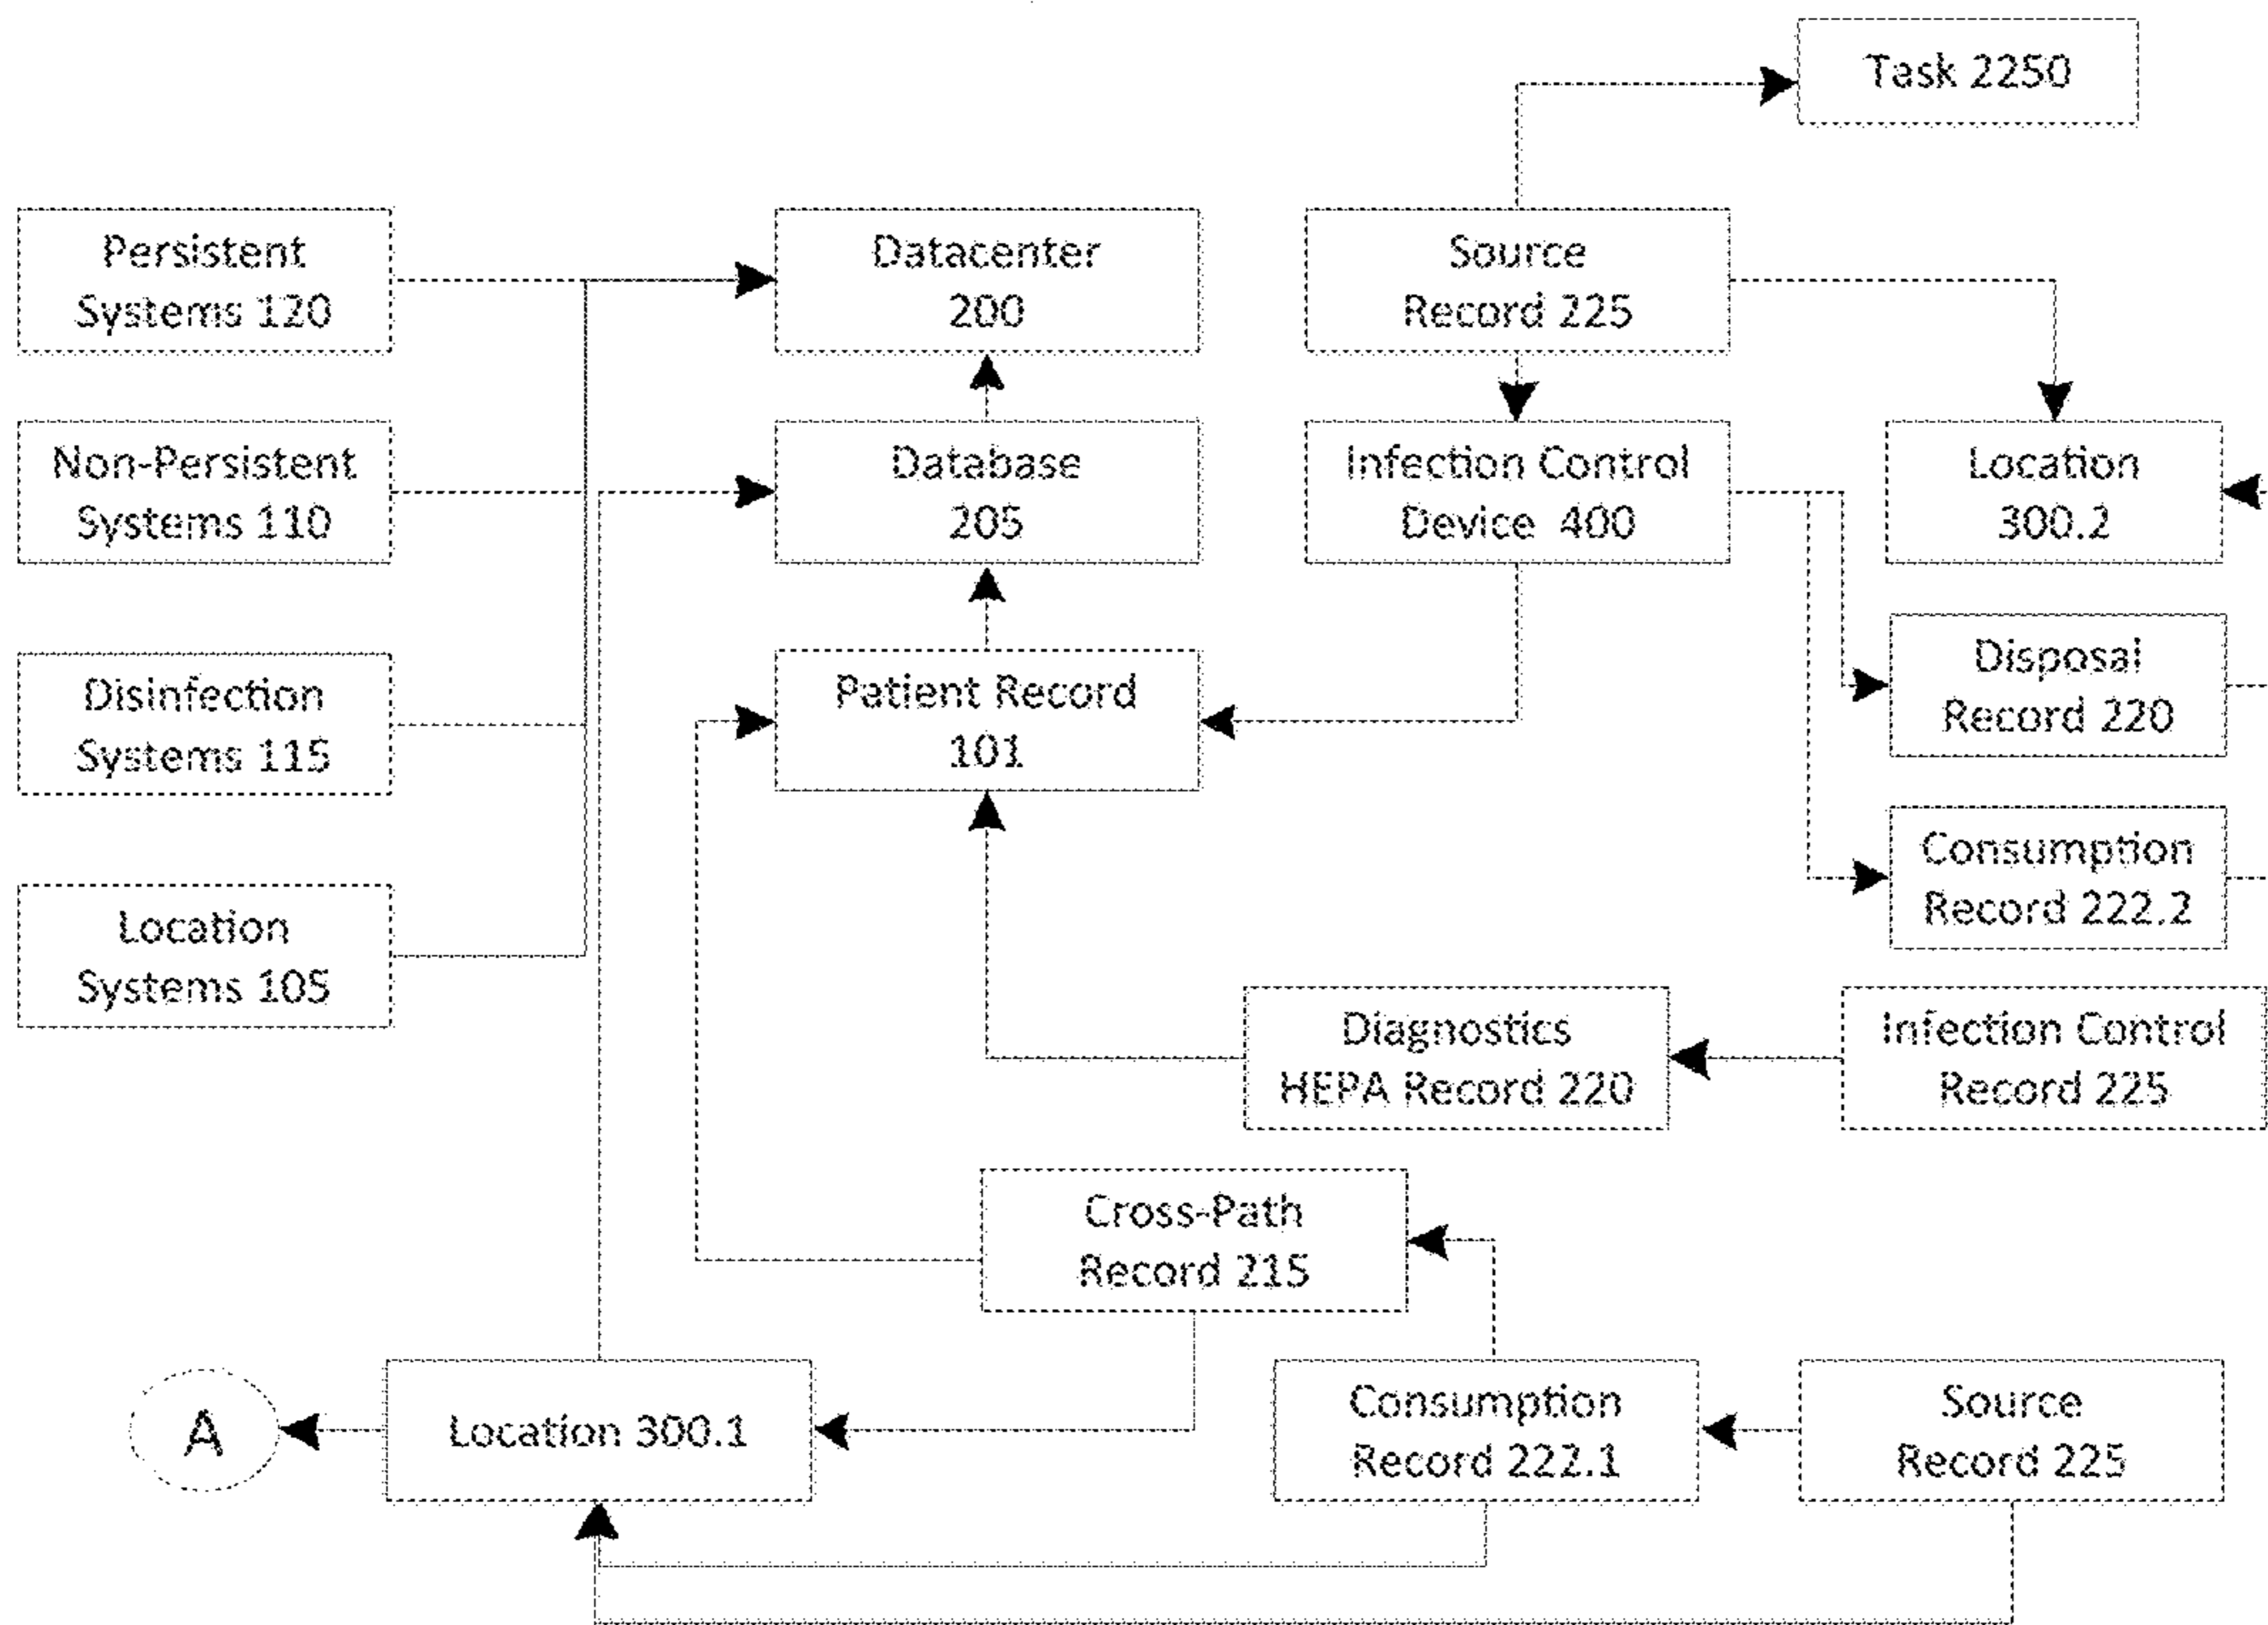 Task 2250
Persistent
Systems 120
Datacenter
200
Source
Record 225
Non-Persistent
Systems 110
Database
205
Infection Control
Device 400
Location
300.2
Disinfection
Systems 115
Patient Record
101
Disposal
Record 220
Consumption
Record 222.2
Location
Systems 105
Diagnostics
HEPA Record 220
Infection Control
Record 225
Cross-Path
Record 215
A
Location 300.1
Consumption
Record 222.1
Source
Record 225